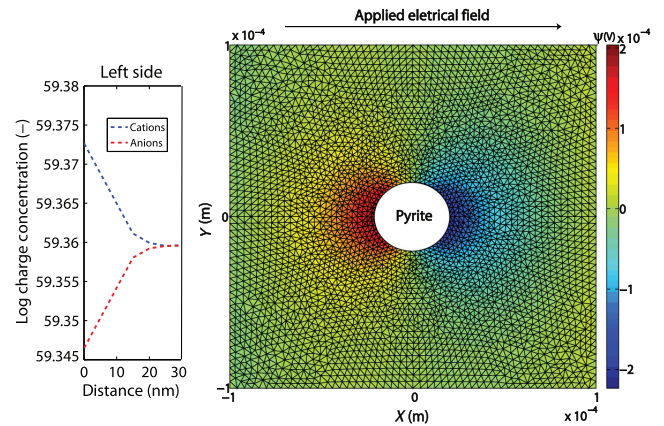 Applied eletrical field
1 x 10⁻⁴
ψ(V) x 10⁻⁴
2
1
0
-1
-2
Y (m)
0
-1
Pyrite
-1
0
1
X (m)
x10⁻⁴
Left side
59.38
59.375
59.37
59.365
59.36
59.355
59.35
59.345
Log charge concentration (−)
Cations
Anions
0
10
20
30
Distance (nm)